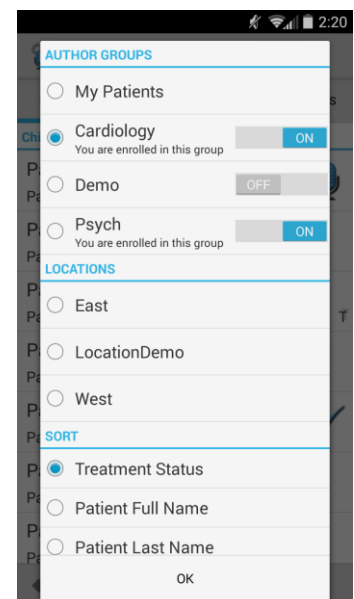 2:20
AUTHOR GROUPS
My Patients
Cardiology
You are enrolled in this group
ON
Demo
OFF
Psych
You are enrolled in this group
ON
LOCATIONS
East
LocationDemo
West
SORT
Treatment Status
Patient Full Name
Patient Last Name
OK